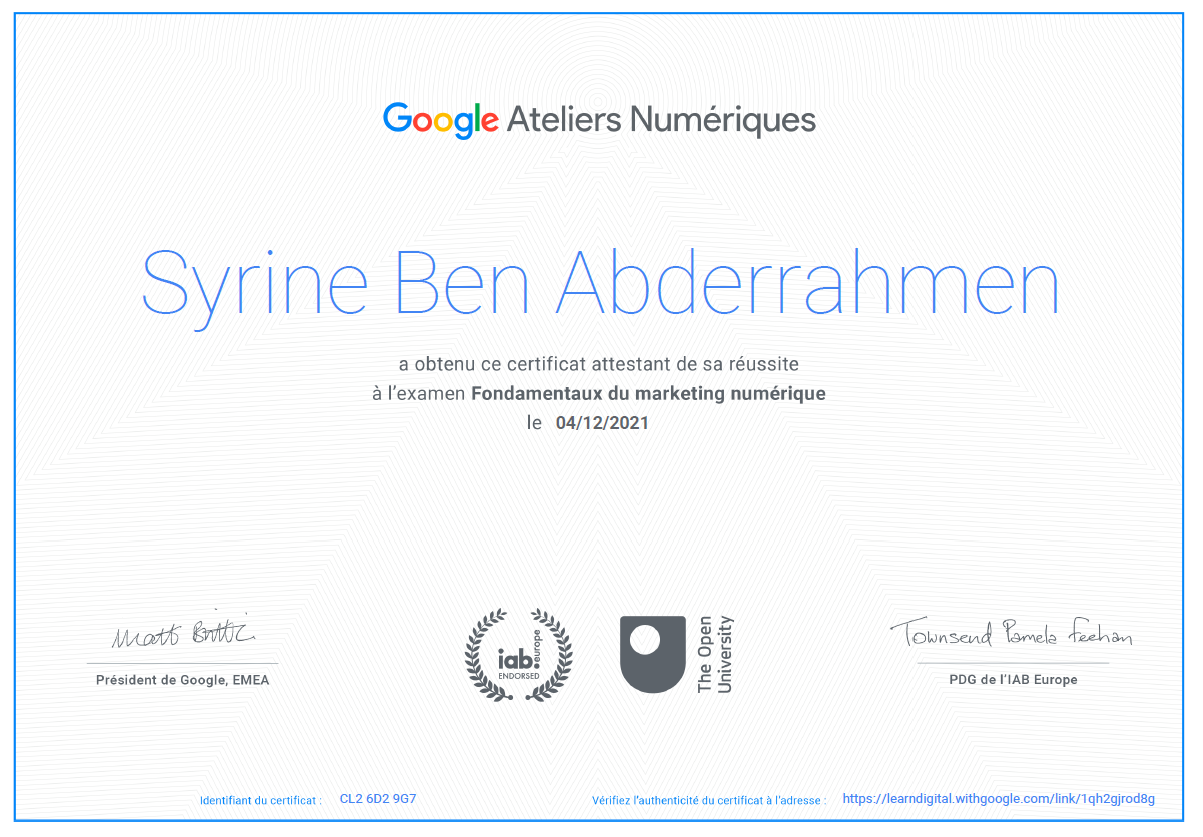 Google Ateliers Numériques
Syrine Ben Abderrahmen
a obtenu ce certificat attestant de sa réussite
à l'examen Fondamentaux du marketing numérique
le 04/12/2021
Matt Brittin
Président de Google, EMEA
iab.europe
ENDORSED
The Open
University
Townsend Pamela Feehan
PDG de l'IAB Europe
Identifiant du certificat : CL2 6D2 9G7
Vérifiez l'authenticité du certificat à l'adresse : https://learndigital.withgoogle.com/link/1qh2gjrod8g